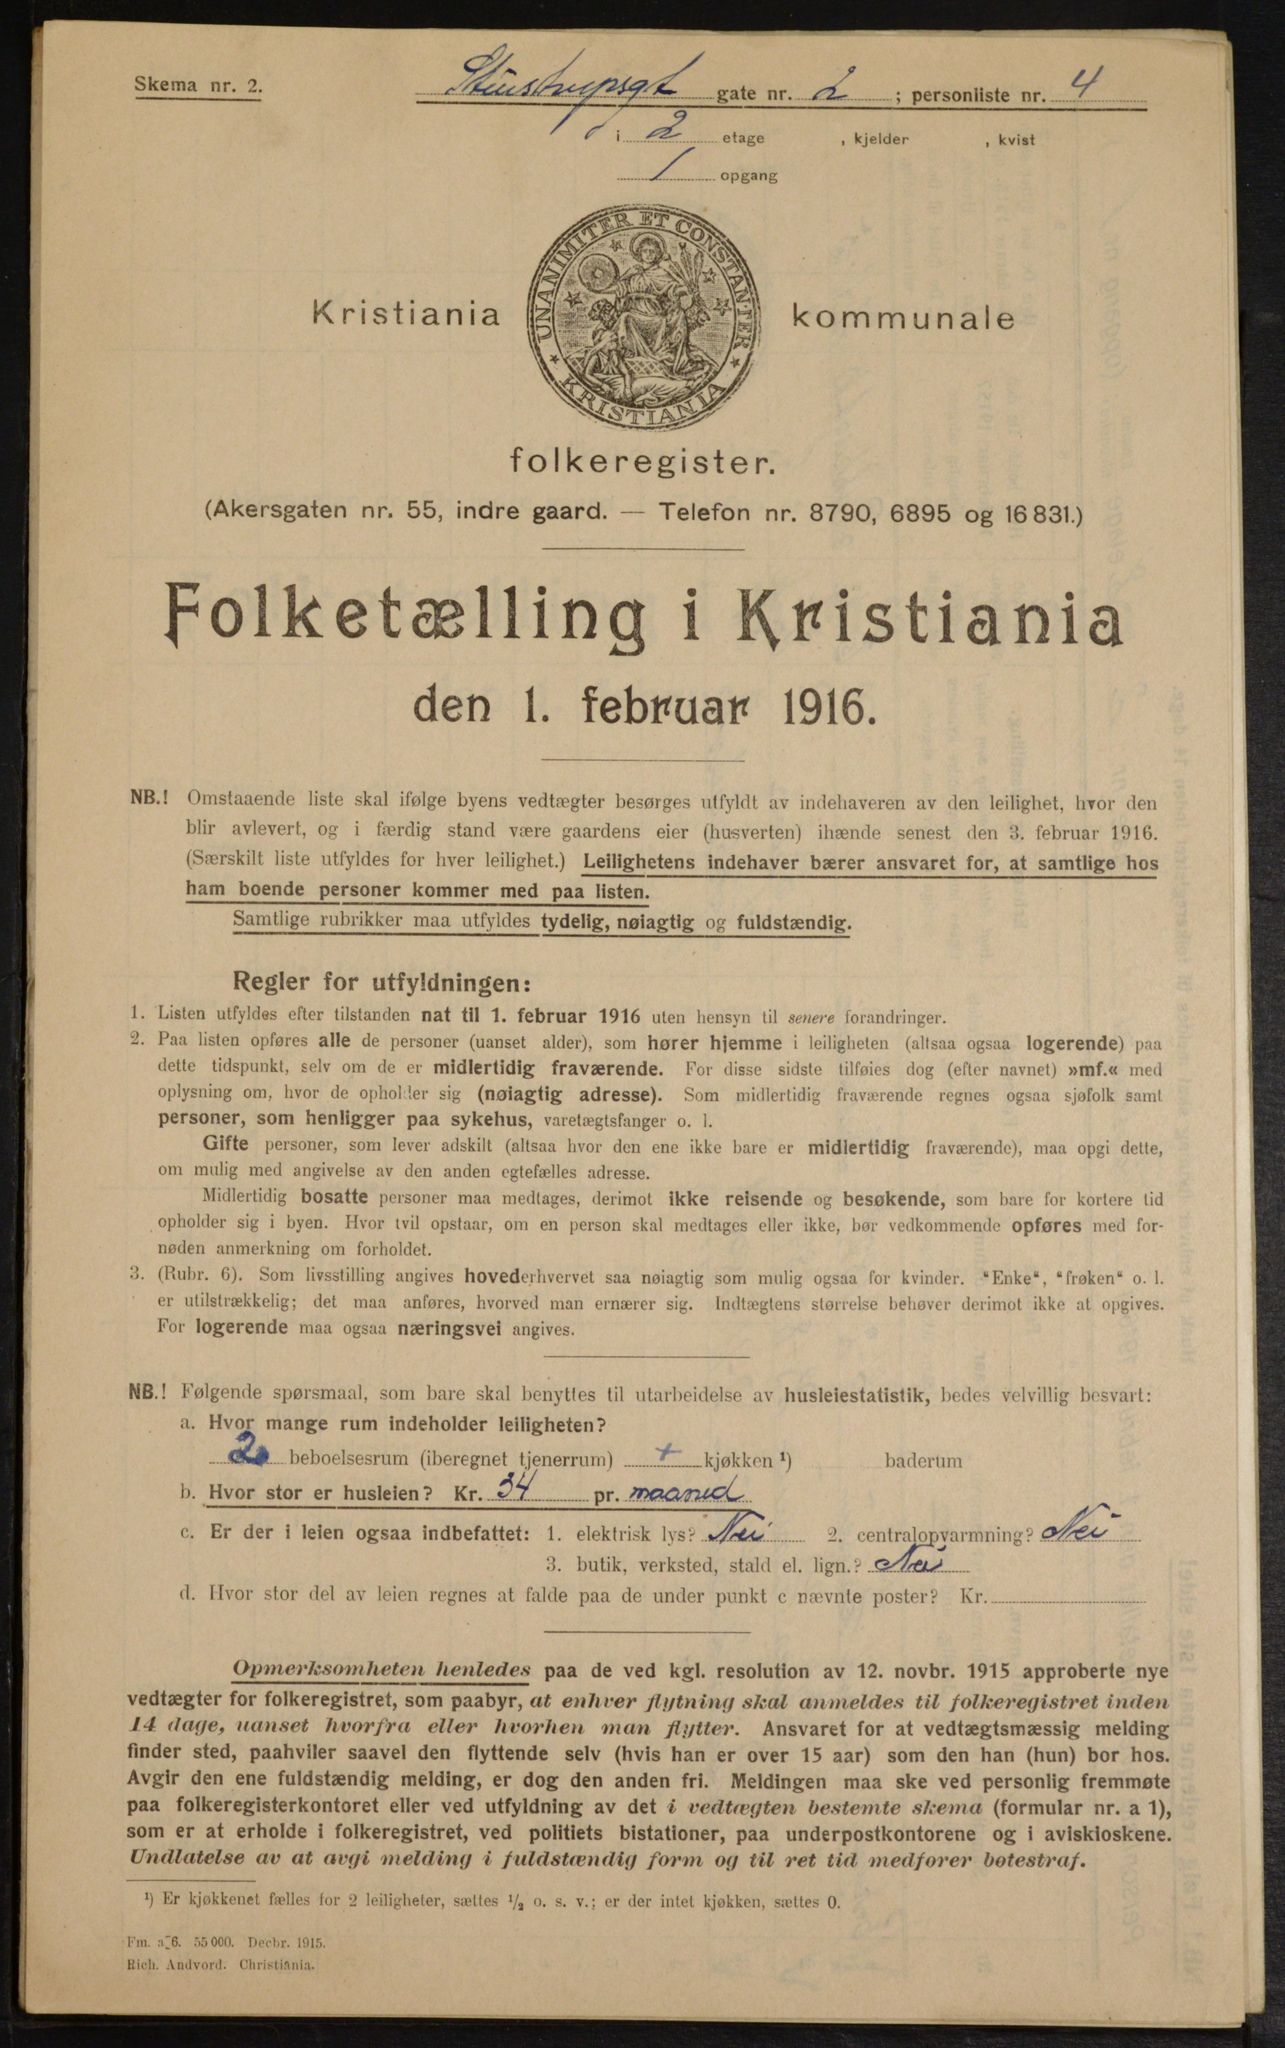 Skema nr. 2.
Steenstrupsgt gate nr. 2 ; personliste nr. 4
i 2 etage , kjelder , kvist
1 opgang
UNANIMITER ET CONSTANTER
KRISTIANIA
Kristiania kommunale
folkeregister.
(Akersgaten nr. 55, indre gaard. — Telefon nr. 8790, 6895 og 16 831.)
Folketælling i Kristiania
den 1. februar 1916.
NB.! Omstaaende liste skal ifølge byens vedtægter besørges utfyldt av indehaveren av den leilighet, hvor den
blir avlevert, og i færdig stand være gaardens eier (husverten) ihænde senest den 3. februar 1916.
(Særskilt liste utfyldes for hver leilighet.) Leilighetens indehaver bærer ansvaret for, at samtlige hos
ham boende personer kommer med paa listen.
Samtlige rubrikker maa utfyldes tydelig, nøiagtig og fuldstændig.
Regler for utfyldningen:
1. Listen utfyldes efter tilstanden nat til 1. februar 1916 uten hensyn til senere forandringer.
2. Paa listen opføres alle de personer (uanset alder), som hører hjemme i leiligheten (altsaa ogsaa logerende) paa
dette tidspunkt, selv om de er midlertidig fraværende. For disse sidste tilføies dog (efter navnet) »mf.« med
oplysning om, hvor de opholder sig (nøiagtig adresse). Som midlertidig fraværende regnes ogsaa sjøfolk samt
personer, som henligger paa sykehus, varetægtsfanger o. l.
Gifte personer, som lever adskilt (altsaa hvor den ene ikke bare er midlertidig fraværende), maa opgi dette,
om mulig med angivelse av den anden egtefælles adresse.
Midlertidig bosatte personer maa medtages, derimot ikke reisende og besøkende, som bare for kortere tid
opholder sig i byen. Hvor tvil opstaar, om en person skal medtages eller ikke, bør vedkommende opføres med for-
nøden anmerkning om forholdet.
3. (Rubr. 6). Som livsstilling angives hovederhvervet saa nøiagtig som mulig ogsaa for kvinder. "Enke", "frøken" o. l.
er utilstrækkelig; det maa anføres, hvorved man ernærer sig. Indtægtens størrelse behøver derimot ikke at opgives.
For logerende maa ogsaa næringsvei angives.
NB.! Følgende spørsmaal, som bare skal benyttes til utarbeidelse av husleiestatistik, bedes velvillig besvart:
a. Hvor mange rum indeholder leiligheten?
2 beboelsesrum (iberegnet tjenerrum) + kjøkken ¹) baderum
b. Hvor stor er husleien? Kr. 34 pr. maaned
c. Er der i leien ogsaa indbefattet: 1. elektrisk lys? Nei 2. centralopvarmning? Nei
3. butik, verksted, stald el. lign.? Nei
d. Hvor stor del av leien regnes at falde paa de under punkt c nævnte poster? Kr.
Opmerksomheten henledes paa de ved kgl. resolution av 12. novbr. 1915 approberte nye
vedtægter for folkeregistret, som paabyr, at enhver flytning skal anmeldes til folkeregistret inden
14 dage, uanset hvorfra eller hvorhen man flytter. Ansvaret for at vedtægtsmæssig melding
finder sted, paahviler saavel den flyttende selv (hvis han er over 15 aar) som den han (hun) bor hos.
Avgir den ene fuldstændig melding, er dog den anden fri. Meldingen maa ske ved personlig fremmøte
paa folkeregisterkontoret eller ved utfyldning av det i vedtægten bestemte skema (formular nr. a 1),
som er at erholde i folkeregistret, ved politiets bistationer, paa underpostkontorene og i aviskioskene.
Undlatelse av at avgi melding i fuldstændig form og til ret tid medfører bøtestraf.
¹) Er kjøkkenet fælles for 2 leiligheter, sættes ½ o. s. v.; er der intet kjøkken, sættes 0.
Fm. a-6. 55 000. Decbr. 1915.
Rich. Andvord. Christiania.